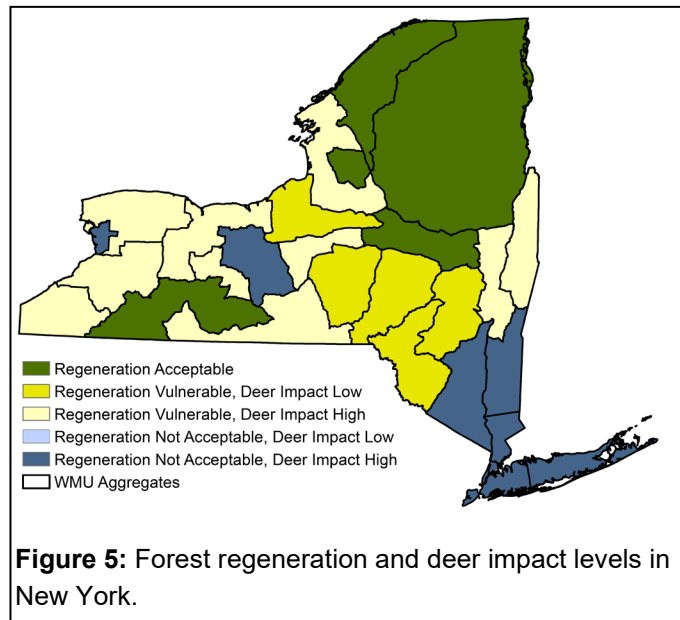 Regeneration Acceptable
Regeneration Vulnerable, Deer Impact Low
Regeneration Vulnerable, Deer Impact High
Regeneration Not Acceptable, Deer Impact Low
Regeneration Not Acceptable, Deer Impact High
WMU Aggregates
Figure 5: Forest regeneration and deer impact levels in
New York.